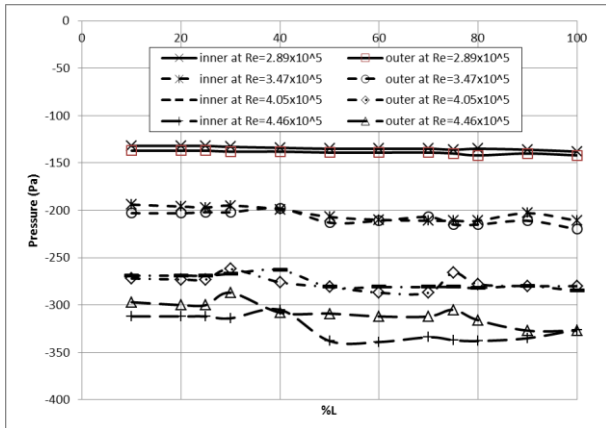 0
0 20 40 60 80 100
-50
-100
-150
-200
-250
-300
-350
-400
inner at Re=2.89x10^5 outer at Re=2.89x10^5
inner at Re=3.47x10^5 outer at Re=3.47x10^5
inner at Re=4.05x10^5 outer at Re=4.05x10^5
inner at Re=4.46x10^5 outer at Re=4.46x10^5
Pressure (Pa)
%L